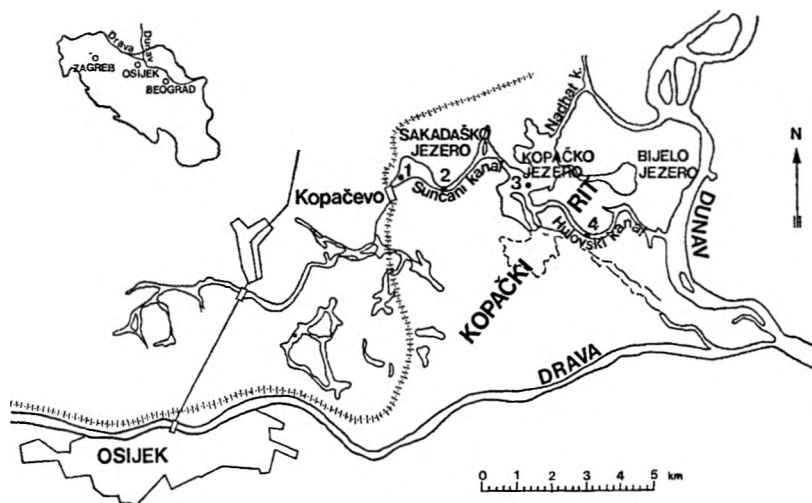 Drava
Dunav
ZAGREB
OSIJEK
BEOGRAD
SAKADAŠKO
JEZERO
Nadhat k.
N
1
2
Sunčani kanal
KOPAČKO
JEZERO
3
BIJELO
JEZERO
Kopačevo
RIT
4
Hulovski kanal
DUNAV
KOPAČKI
DRAVA
OSIJEK
0 1 2 3 4 5 km